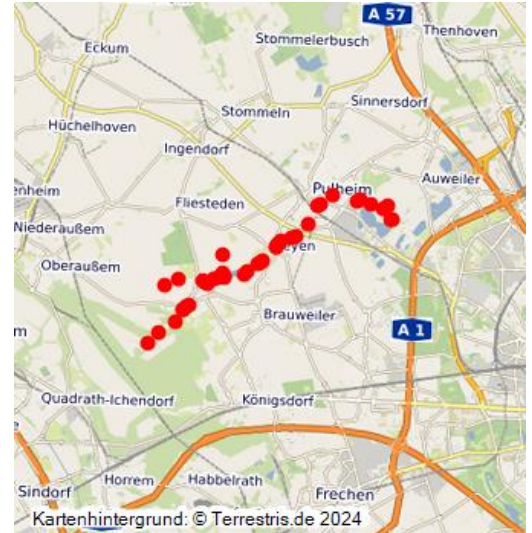 A 57
Thenhoven
Stommelerbusch
Eckum
Sinnersdorf
Stommeln
Hüchelhoven
Ingendorf
Auweiler
Pulheim
enheim
Fliesteden
Niederaußem
eyen
Oberaußem
Brauweiler
A 1
m
Quadrath-Ichendorf
Königsdorf
Horrem
Habbelrath
Sindorf
Frechen
Kartenhintergrund: © Terrestris.de 2024